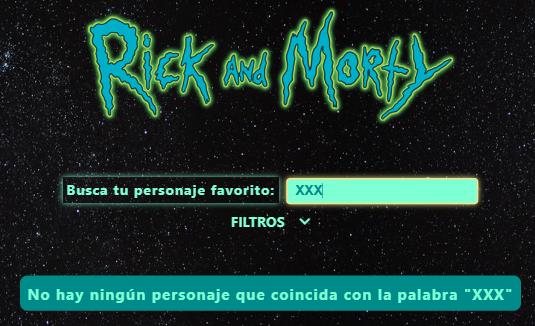 Rick and Morty
Busca tu personaje favorito: XXX
FILTROS
No hay ningún personaje que coincida con la palabra "XXX"